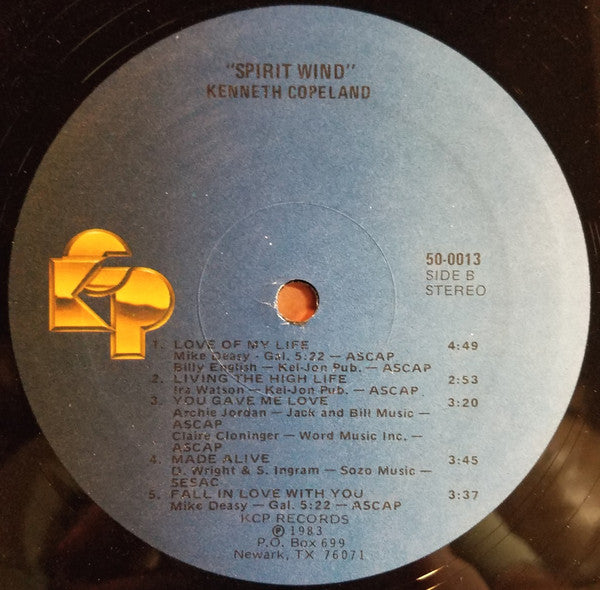 "SPIRIT WIND"
KENNETH COPELAND
KCP
50-0013
SIDE B
STEREO
1. LOVE OF MY LIFE 4:49
Mike Deasy - Gal. 5:22 — ASCAP
Billy English — Kel-Jon Pub. — ASCAP
2. LIVING THE HIGH LIFE 2:53
Ira Watson — Kel-Jon Pub. — ASCAP
3. YOU GAVE ME LOVE 3:20
Archie Jordan — Jack and Bill Music —
ASCAP
Claire Cloninger — Word Music Inc. —
ASCAP
4. MADE ALIVE 3:45
D. Wright & S. Ingram — Sozo Music —
SESAC
5. FALL IN LOVE WITH YOU 3:37
Mike Deasy — Gal. 5:22 — ASCAP
KCP RECORDS
℗ 1983
P.O. Box 699
Newark, TX 76071